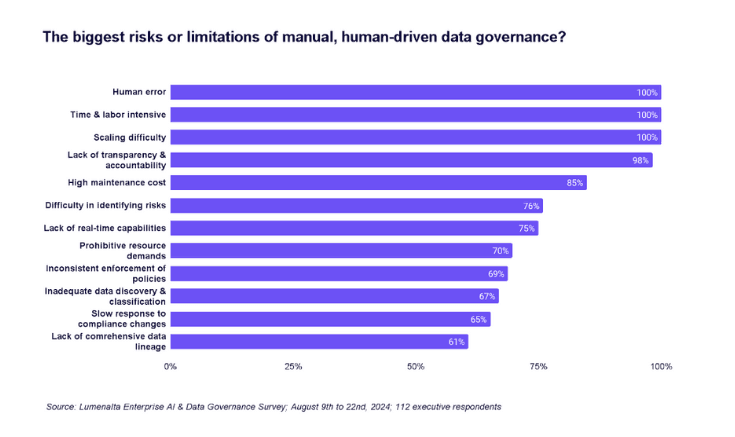 The biggest risks or limitations of manual, human-driven data governance?
Human error
100%
Time & labor intensive
100%
Scaling difficulty
100%
Lack of transparency &
accountability
98%
High maintenance cost
85%
Difficulty in identifying risks
76%
Lack of real-time capabilities
75%
Prohibitive resource
demands
70%
Inconsistent enforcement of
policies
69%
Inadequate data discovery &
classification
67%
Slow response to
compliance changes
65%
Lack of comrehensive data
lineage
61%
0% 25% 50% 75% 100%
Source: Lumenalta Enterprise AI & Data Governance Survey; August 9th to 22nd, 2024; 112 executive respondents